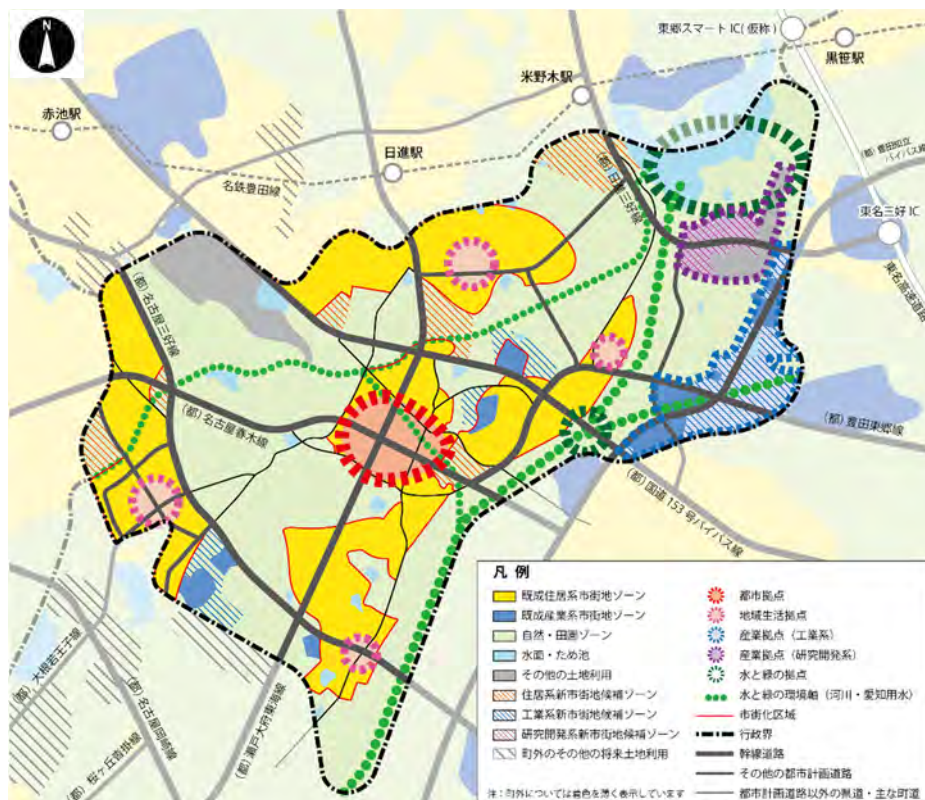 N
東郷スマートIC(仮称)
黒笹駅
米野木駅
赤池駅
日進駅
名鉄豊田線
(都)日進三好線
(都)豊田知立
バイパス線
東名三好IC
東名高速道路
(都)名古屋三好線
(都)名古屋春木線
(都)豊田東郷線
(都)国道153号バイパス線
(都)大根若王子線
(都)名古屋岡崎線
(都)桜ヶ丘沓掛線
(都)瀬戸大府東海線
凡例
既成住居系市街地ゾーン
既成産業系市街地ゾーン
自然・田園ゾーン
水面・ため池
その他の土地利用
住居系新市街地候補ゾーン
工業系新市街地候補ゾーン
研究開発系新市街地候補ゾーン
町外のその他の将来土地利用
都市拠点
地域生活拠点
産業拠点(工業系)
産業拠点(研究開発系)
水と緑の拠点
水と緑の環境軸(河川・愛知用水)
市街化区域
行政界
幹線道路
その他の都市計画道路
都市計画道路以外の県道・主な町道
注:町外については着色を薄く表示しています